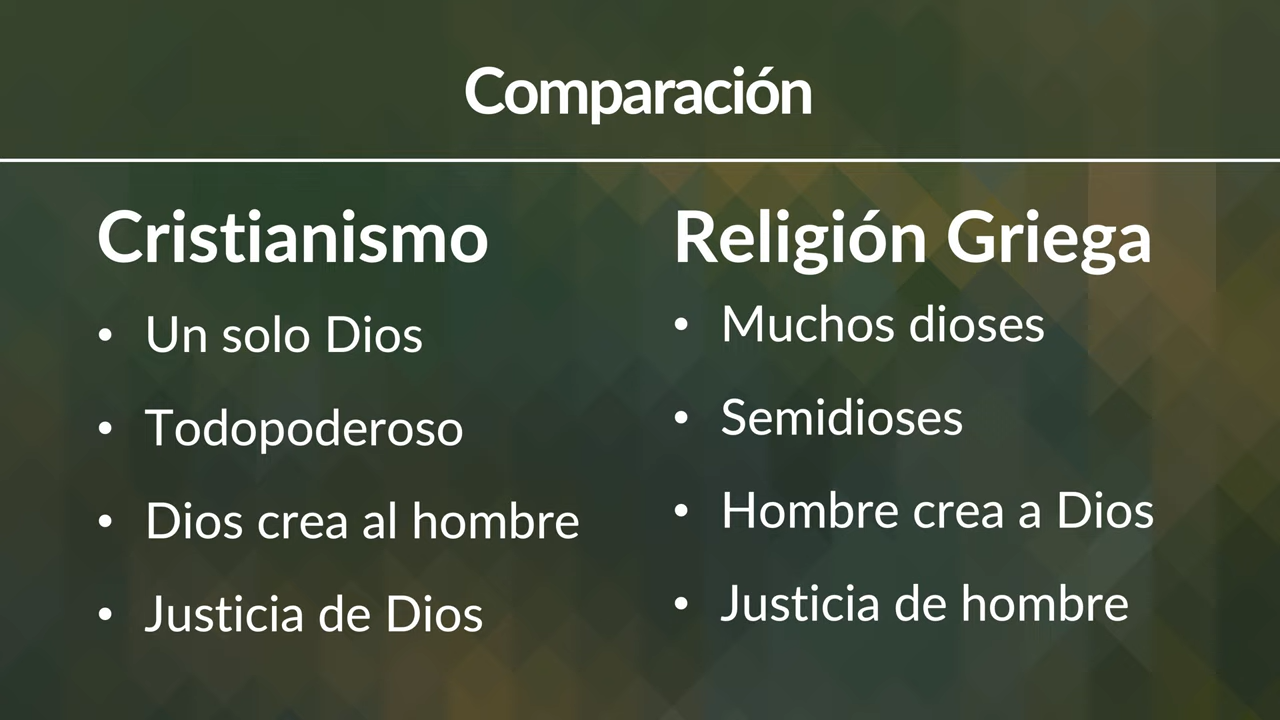 Comparación
Cristianismo
• Un solo Dios
• Todopoderoso
• Dios crea al hombre
• Justicia de Dios
Religión Griega
• Muchos dioses
• Semidioses
• Hombre crea a Dios
• Justicia de hombre